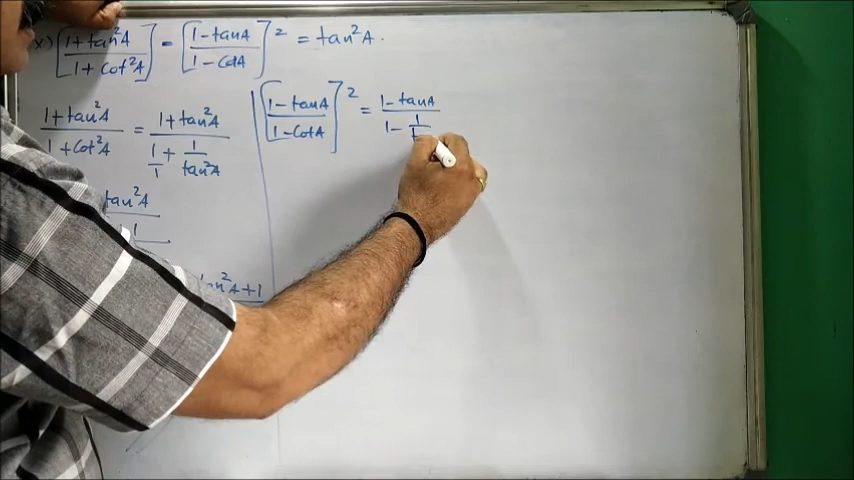 x) [(1+tan²A)/(1+cot²A)] = [(1-tanA)/(1-cotA)]² = tan²A.
(1+tan²A)/(1+cot²A) = (1+tan²A)/(1/1 + 1/tan²A)
tan²A
1
tan²A+1
[(1-tanA)/(1-cotA)]² = (1-tanA)/(1- 1/t